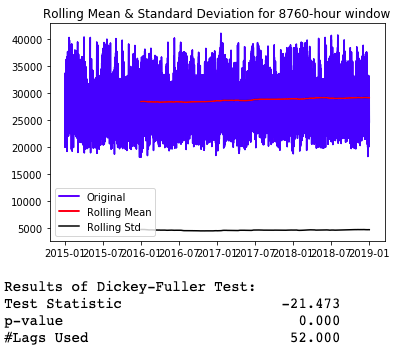 Rolling Mean & Standard Deviation for 8760-hour window
40000
35000
30000
25000
20000
15000
10000
5000
Original
Rolling Mean
Rolling Std
2015-01 2015-07 2016-01 2016-07 2017-01 2017-07 2018-01 2018-07 2019-01
Results of Dickey-Fuller Test:
Test Statistic -21.473
p-value 0.000
#Lags Used 52.000